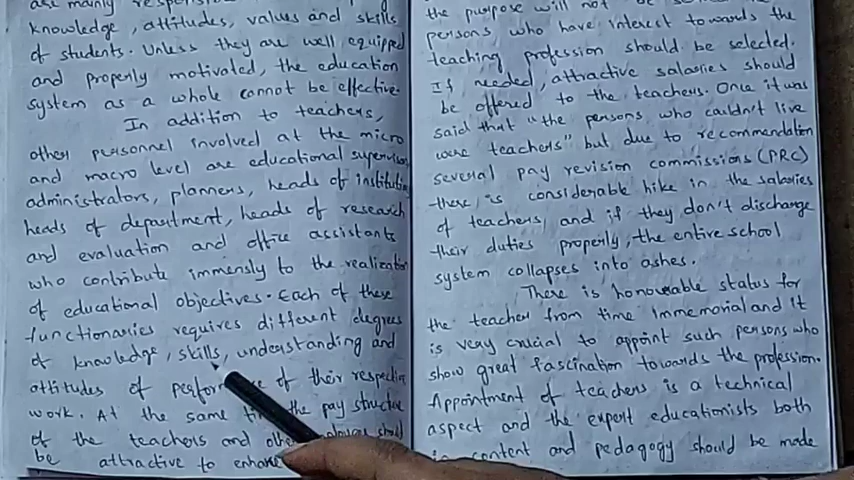 are mainly
knowledge, attitudes, values and skills
of students. Unless they are well equipped
and properly motivated, the education
system as a whole cannot be effective.
In addition to teachers,
other personnel involved at the micro
and macro level are educational supervisors
administrators, planners, heads of
heads of department, heads of research
and evaluation and office assistants
who contribute immensely to the realization
of educational objectives. Each of these
functionaries requires different degrees
of knowledge, skills, understanding and
attitudes of of their
work. At the same the pay structure
of the teachers and
be attractive to
the purpose will not be
persons who have interest towards the
teaching profession should be selected.
If needed, attractive salaries should
be offered to the teachers. Once it was
said that "the persons, who couldn't live
were teachers" but due to recommendation
several pay revision commissions (PRC)
there is considerable hike in the salaries
of teachers, and if they don't discharge
their duties properly, the entire school
system collapses into ashes.
There is honourable status for
the teacher from time immemorial and it
is very crucial to appoint such persons who
show great fascination towards the profession.
Appointment of teachers is a technical
aspect and the expert educationists both
in content and pedagogy should be made